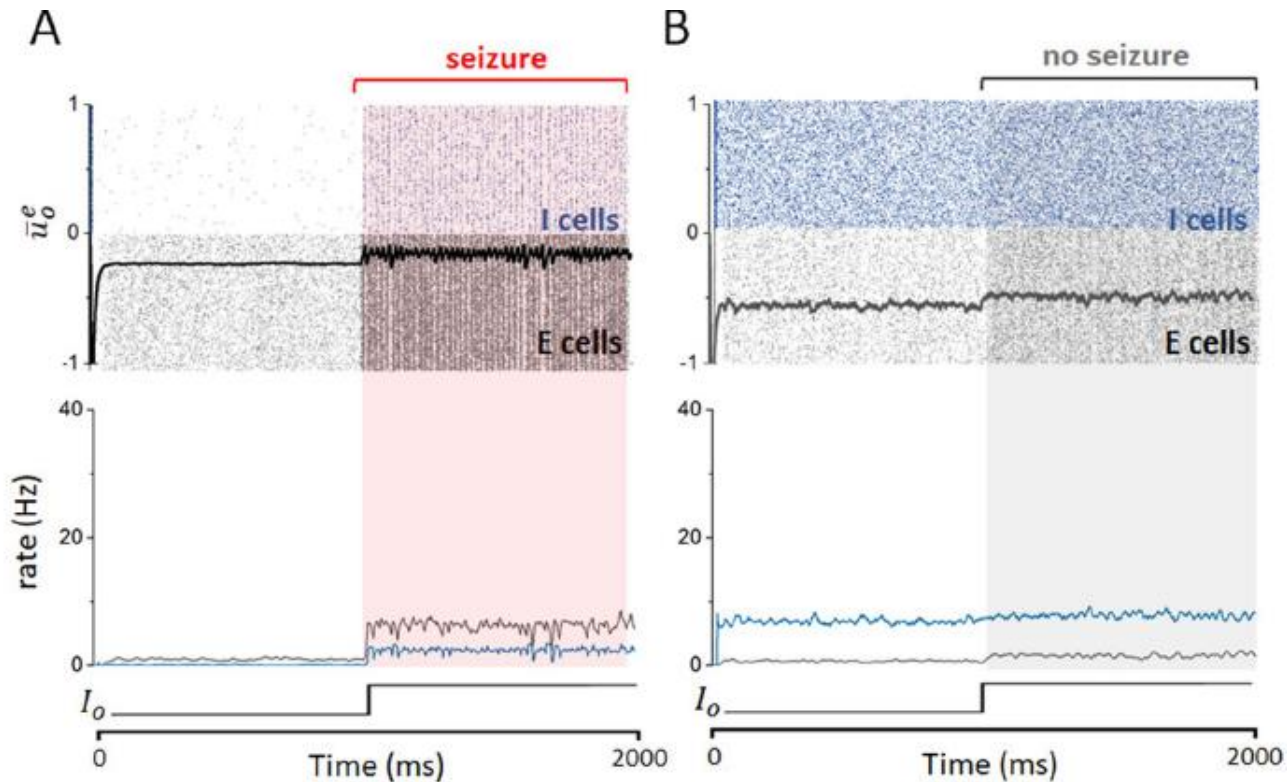 A
B
seizure
no seizure
1
0
-1
ū_o^e
I cells
E cells
1
0
-1
I cells
E cells
40
20
0
rate (Hz)
40
20
0
I_o
I_o
0
2000
Time (ms)
0
2000
Time (ms)